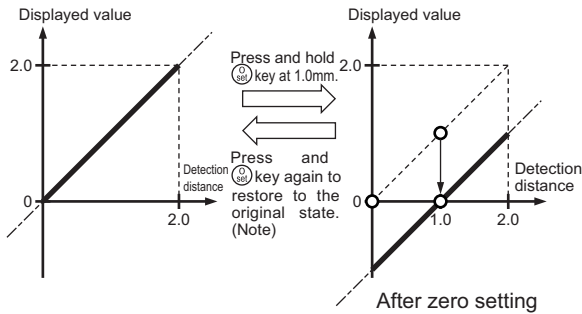 Displayed value
2.0
0
2.0
Detection
distance
Press and hold
0 set key at 1.0mm.
Press and
0 set key again to
restore to the
original state.
(Note)
Displayed value
2.0
0
1.0
2.0
Detection
distance
After zero setting